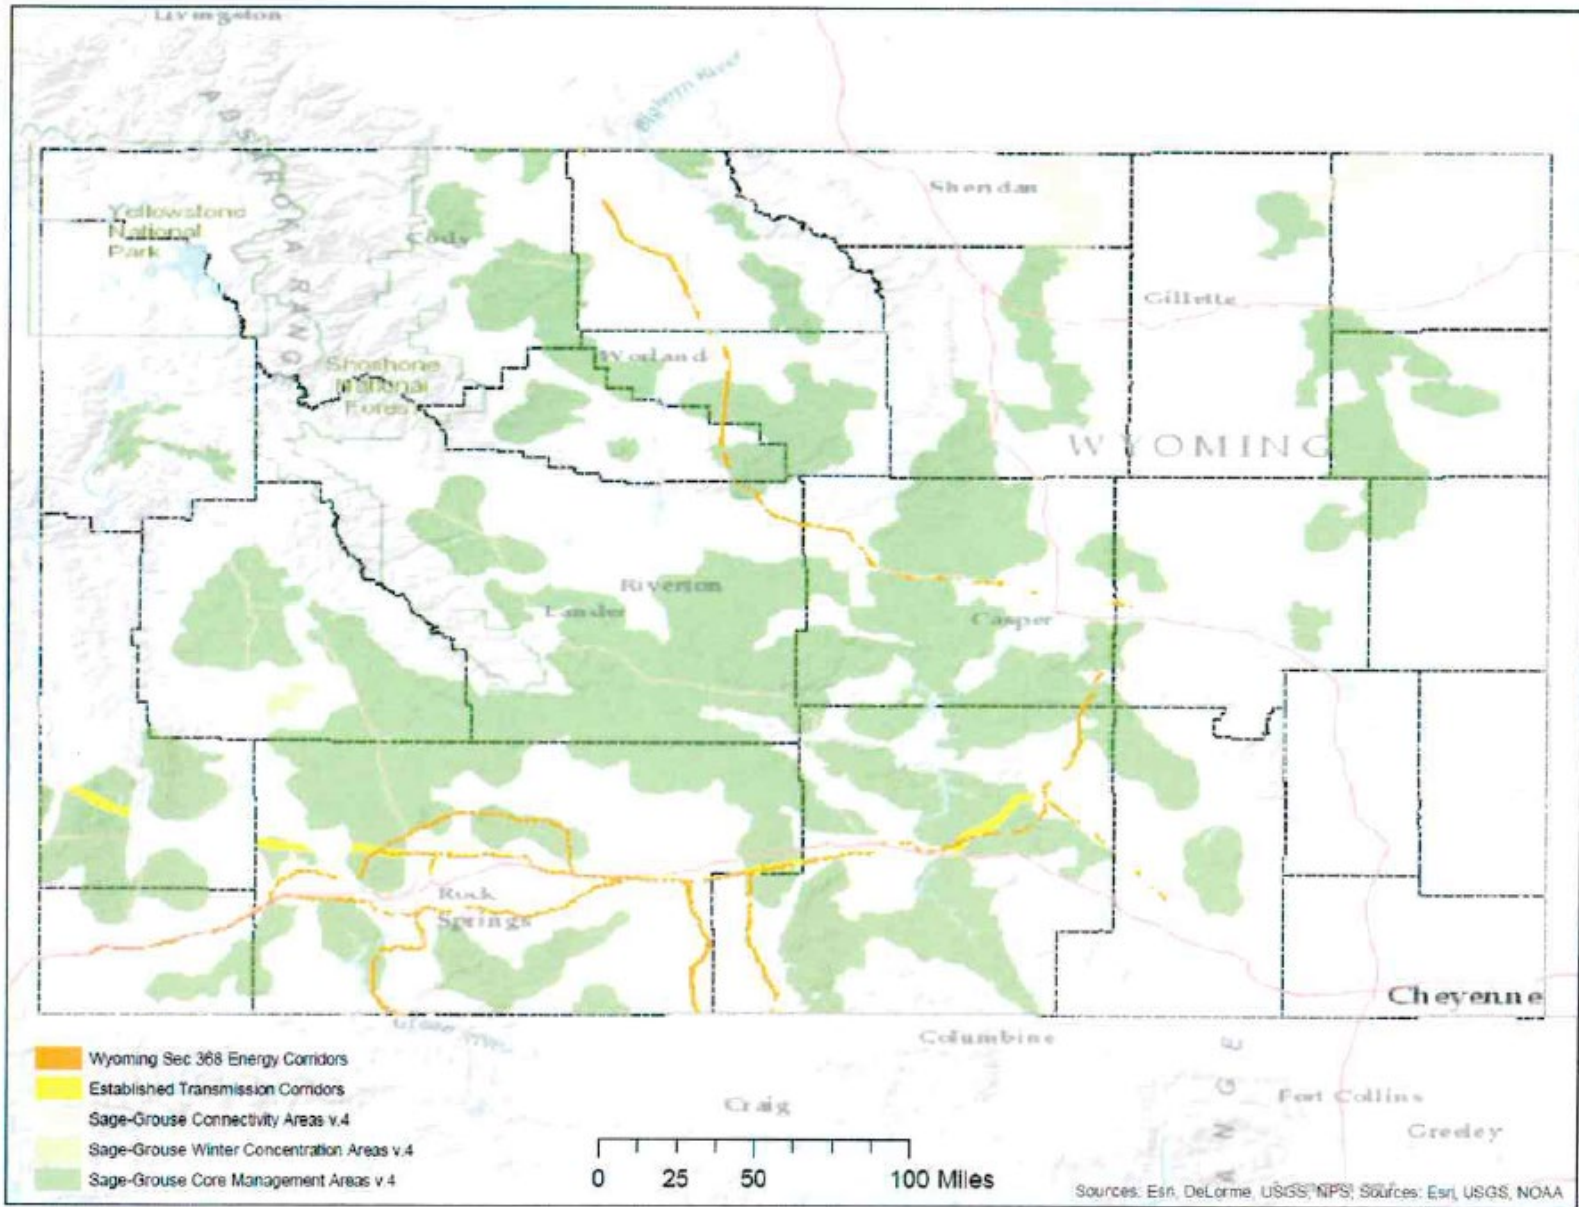 Livingston
Bighorn River
ABSAROKA RANGE
Sheridan
Yellowstone
National
Park
Cody
Gillette
Worland
Shoshone
National
Forest
WYOMING
Riverton
Lander
Casper
Rock
Springs
Cheyenne
Columbine
Craig
Fort Collins
Greeley
Wyoming Sec 368 Energy Corridors
Established Transmission Corridors
Sage-Grouse Connectivity Areas v.4
Sage-Grouse Winter Concentration Areas v.4
Sage-Grouse Core Management Areas v.4
0 25 50 100 Miles
Sources: Esri, DeLorme, USGS, NPS; Sources: Esri, USGS, NOAA